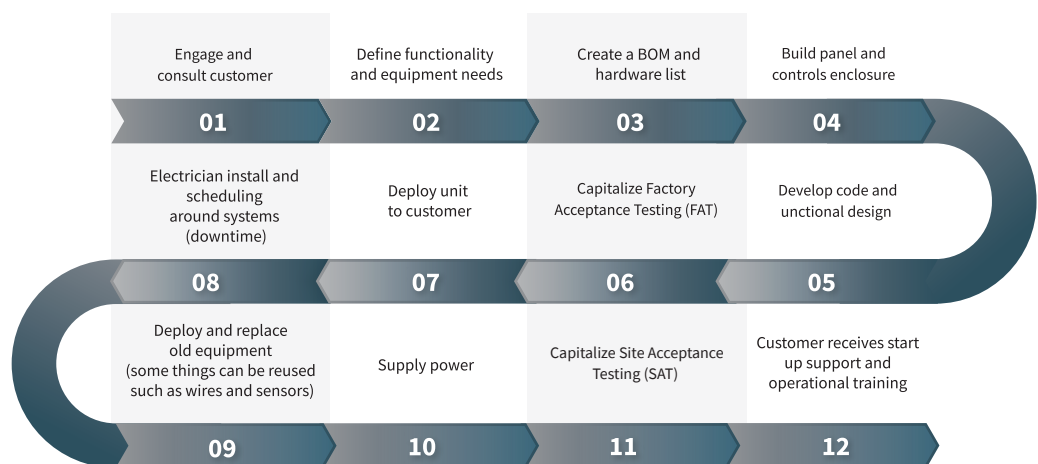 Engage and
consult customer
Define functionality
and equipment needs
Create a BOM and
hardware list
Build panel and
controls enclosure
01
02
03
04
Electrician install and
scheduling
around systems
(downtime)
Deploy unit
to customer
Capitalize Factory
Acceptance Testing (FAT)
Develop code and
unctional design
08
07
06
05
Deploy and replace
old equipment
(some things can be reused
such as wires and sensors)
Supply power
Capitalize Site Acceptance
Testing (SAT)
Customer receives start
up support and
operational training
09
10
11
12